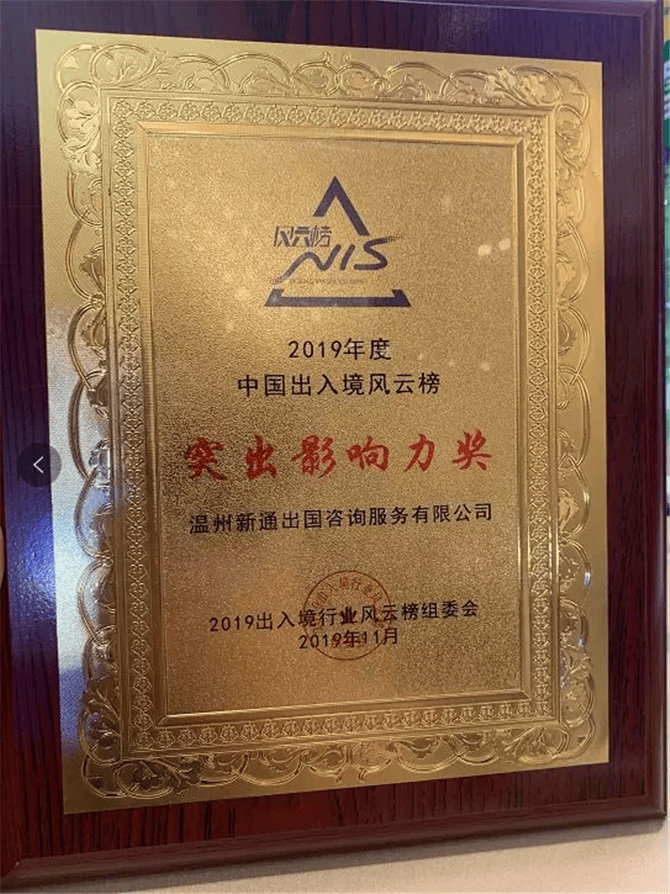 风云榜
NIS
2019年度
中国出入境风云榜
突出影响力奖
温州新通出国咨询服务有限公司
2019出入境行业风云榜组委会
2019年11月